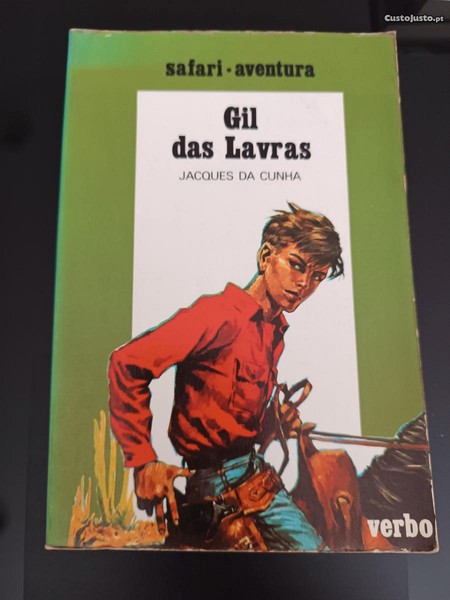 CustoJusto.pt
safari • aventura
Gil
das Lavras
JACQUES DA CUNHA
verbo